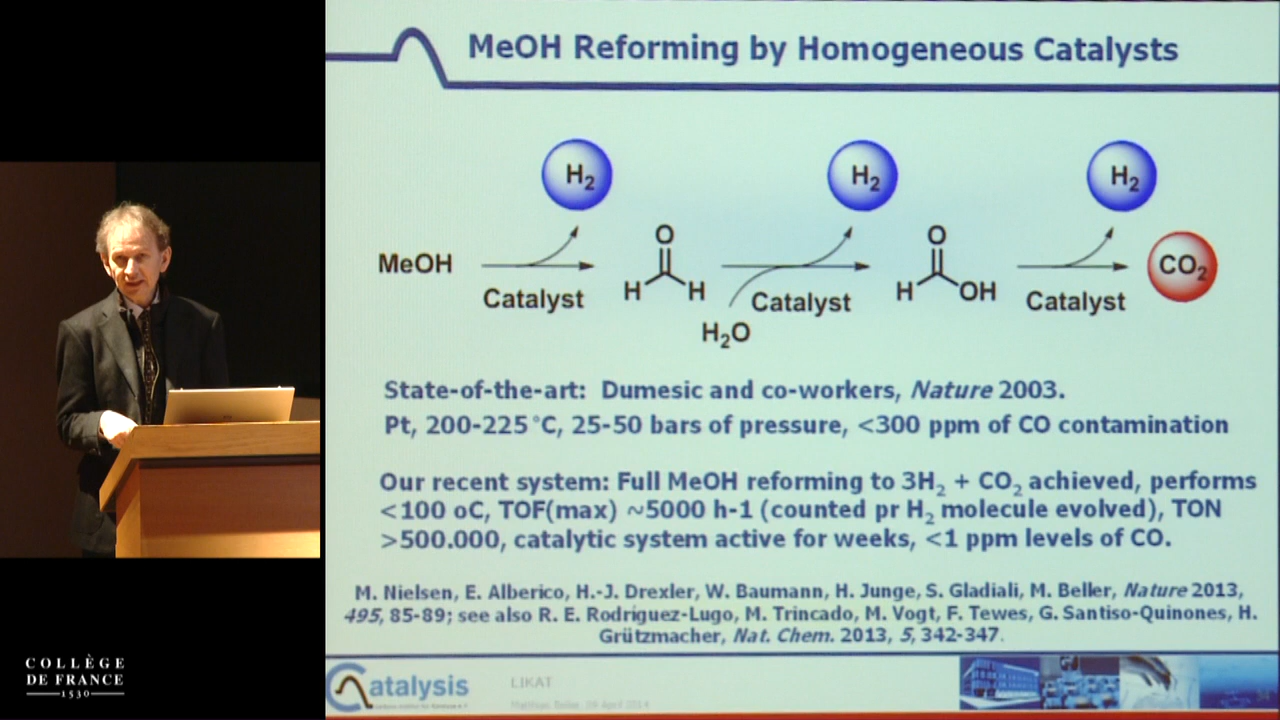 MeOH Reforming by Homogeneous Catalysts
H₂ H₂ H₂
MeOH
Catalyst
O
H H
H₂O
Catalyst
O
H OH
Catalyst
CO₂
State-of-the-art: Dumesic and co-workers, Nature 2003.
Pt, 200-225 °C, 25-50 bars of pressure, <300 ppm of CO contamination
Our recent system: Full MeOH reforming to 3H₂ + CO₂ achieved, performs
<100 oC, TOF(max) ~5000 h-1 (counted pr H₂ molecule evolved), TON
>500.000, catalytic system active for weeks, <1 ppm levels of CO.
M. Nielsen, E. Alberico, H.-J. Drexler, W. Baumann, H. Junge, S. Gladiali, M. Beller, Nature 2013,
495, 85-89; see also R. E. Rodríguez-Lugo, M. Trincado, M. Vogt, F. Tewes, G. Santiso-Quinones, H.
Grützmacher, Nat. Chem. 2013, 5, 342-347.
Catalysis
LIKAT
COLLÈGE
DE FRANCE
1530